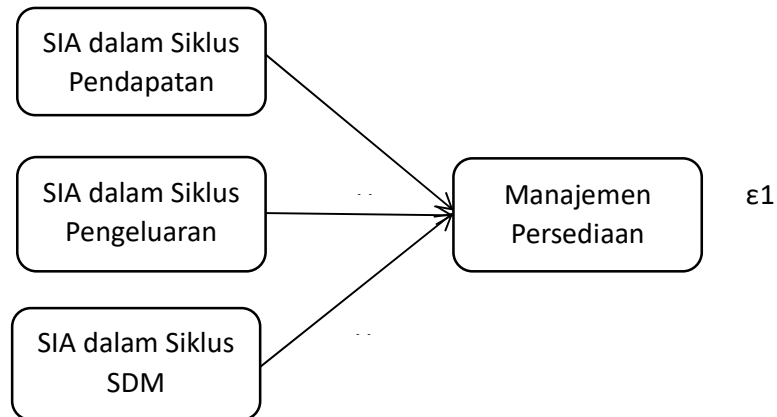 SIA dalam Siklus
Pendapatan
SIA dalam Siklus
Pengeluaran
Manajemen
Persediaan
ε1
SIA dalam Siklus
SDM